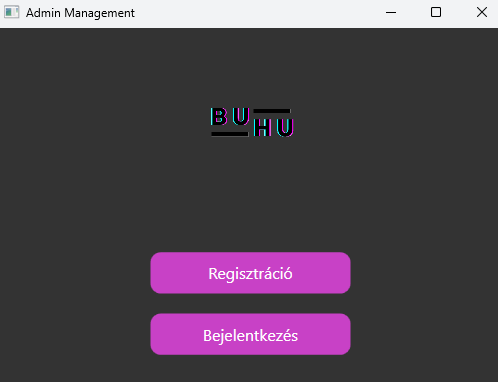 Admin Management
BU
HU
Regisztráció
Bejelentkezés